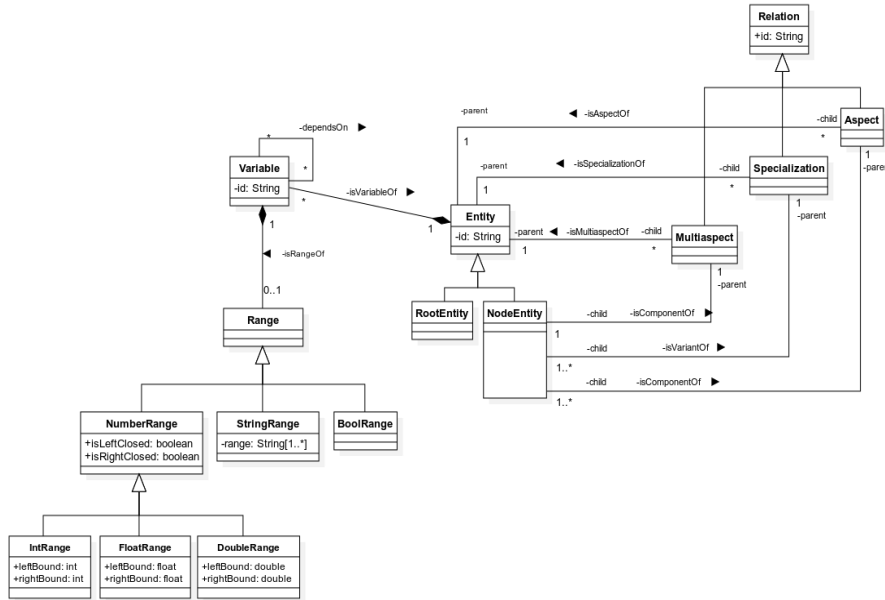 Relation
+id: String
-parent
-isAspectOf
-child
Aspect
1
*
1
-parent
-dependsOn
*
*
Variable
-id: String
-isVariableOf
*
1
-parent
-isSpecializationOf
-child
Specialization
1
*
1
-parent
Entity
-id: String
-parent
-isMultiaspectOf
-child
Multiaspect
1
*
1
-parent
1
-isRangeOf
0..1
RootEntity
NodeEntity
-child
-isComponentOf
1
-child
-isVariantOf
1..*
-child
-isComponentOf
1..*
Range
NumberRange
+isLeftClosed: boolean
+isRightClosed: boolean
StringRange
-range: String[1..*]
BoolRange
IntRange
+leftBound: int
+rightBound: int
FloatRange
+leftBound: float
+rightBound: float
DoubleRange
+leftBound: double
+rightBound: double